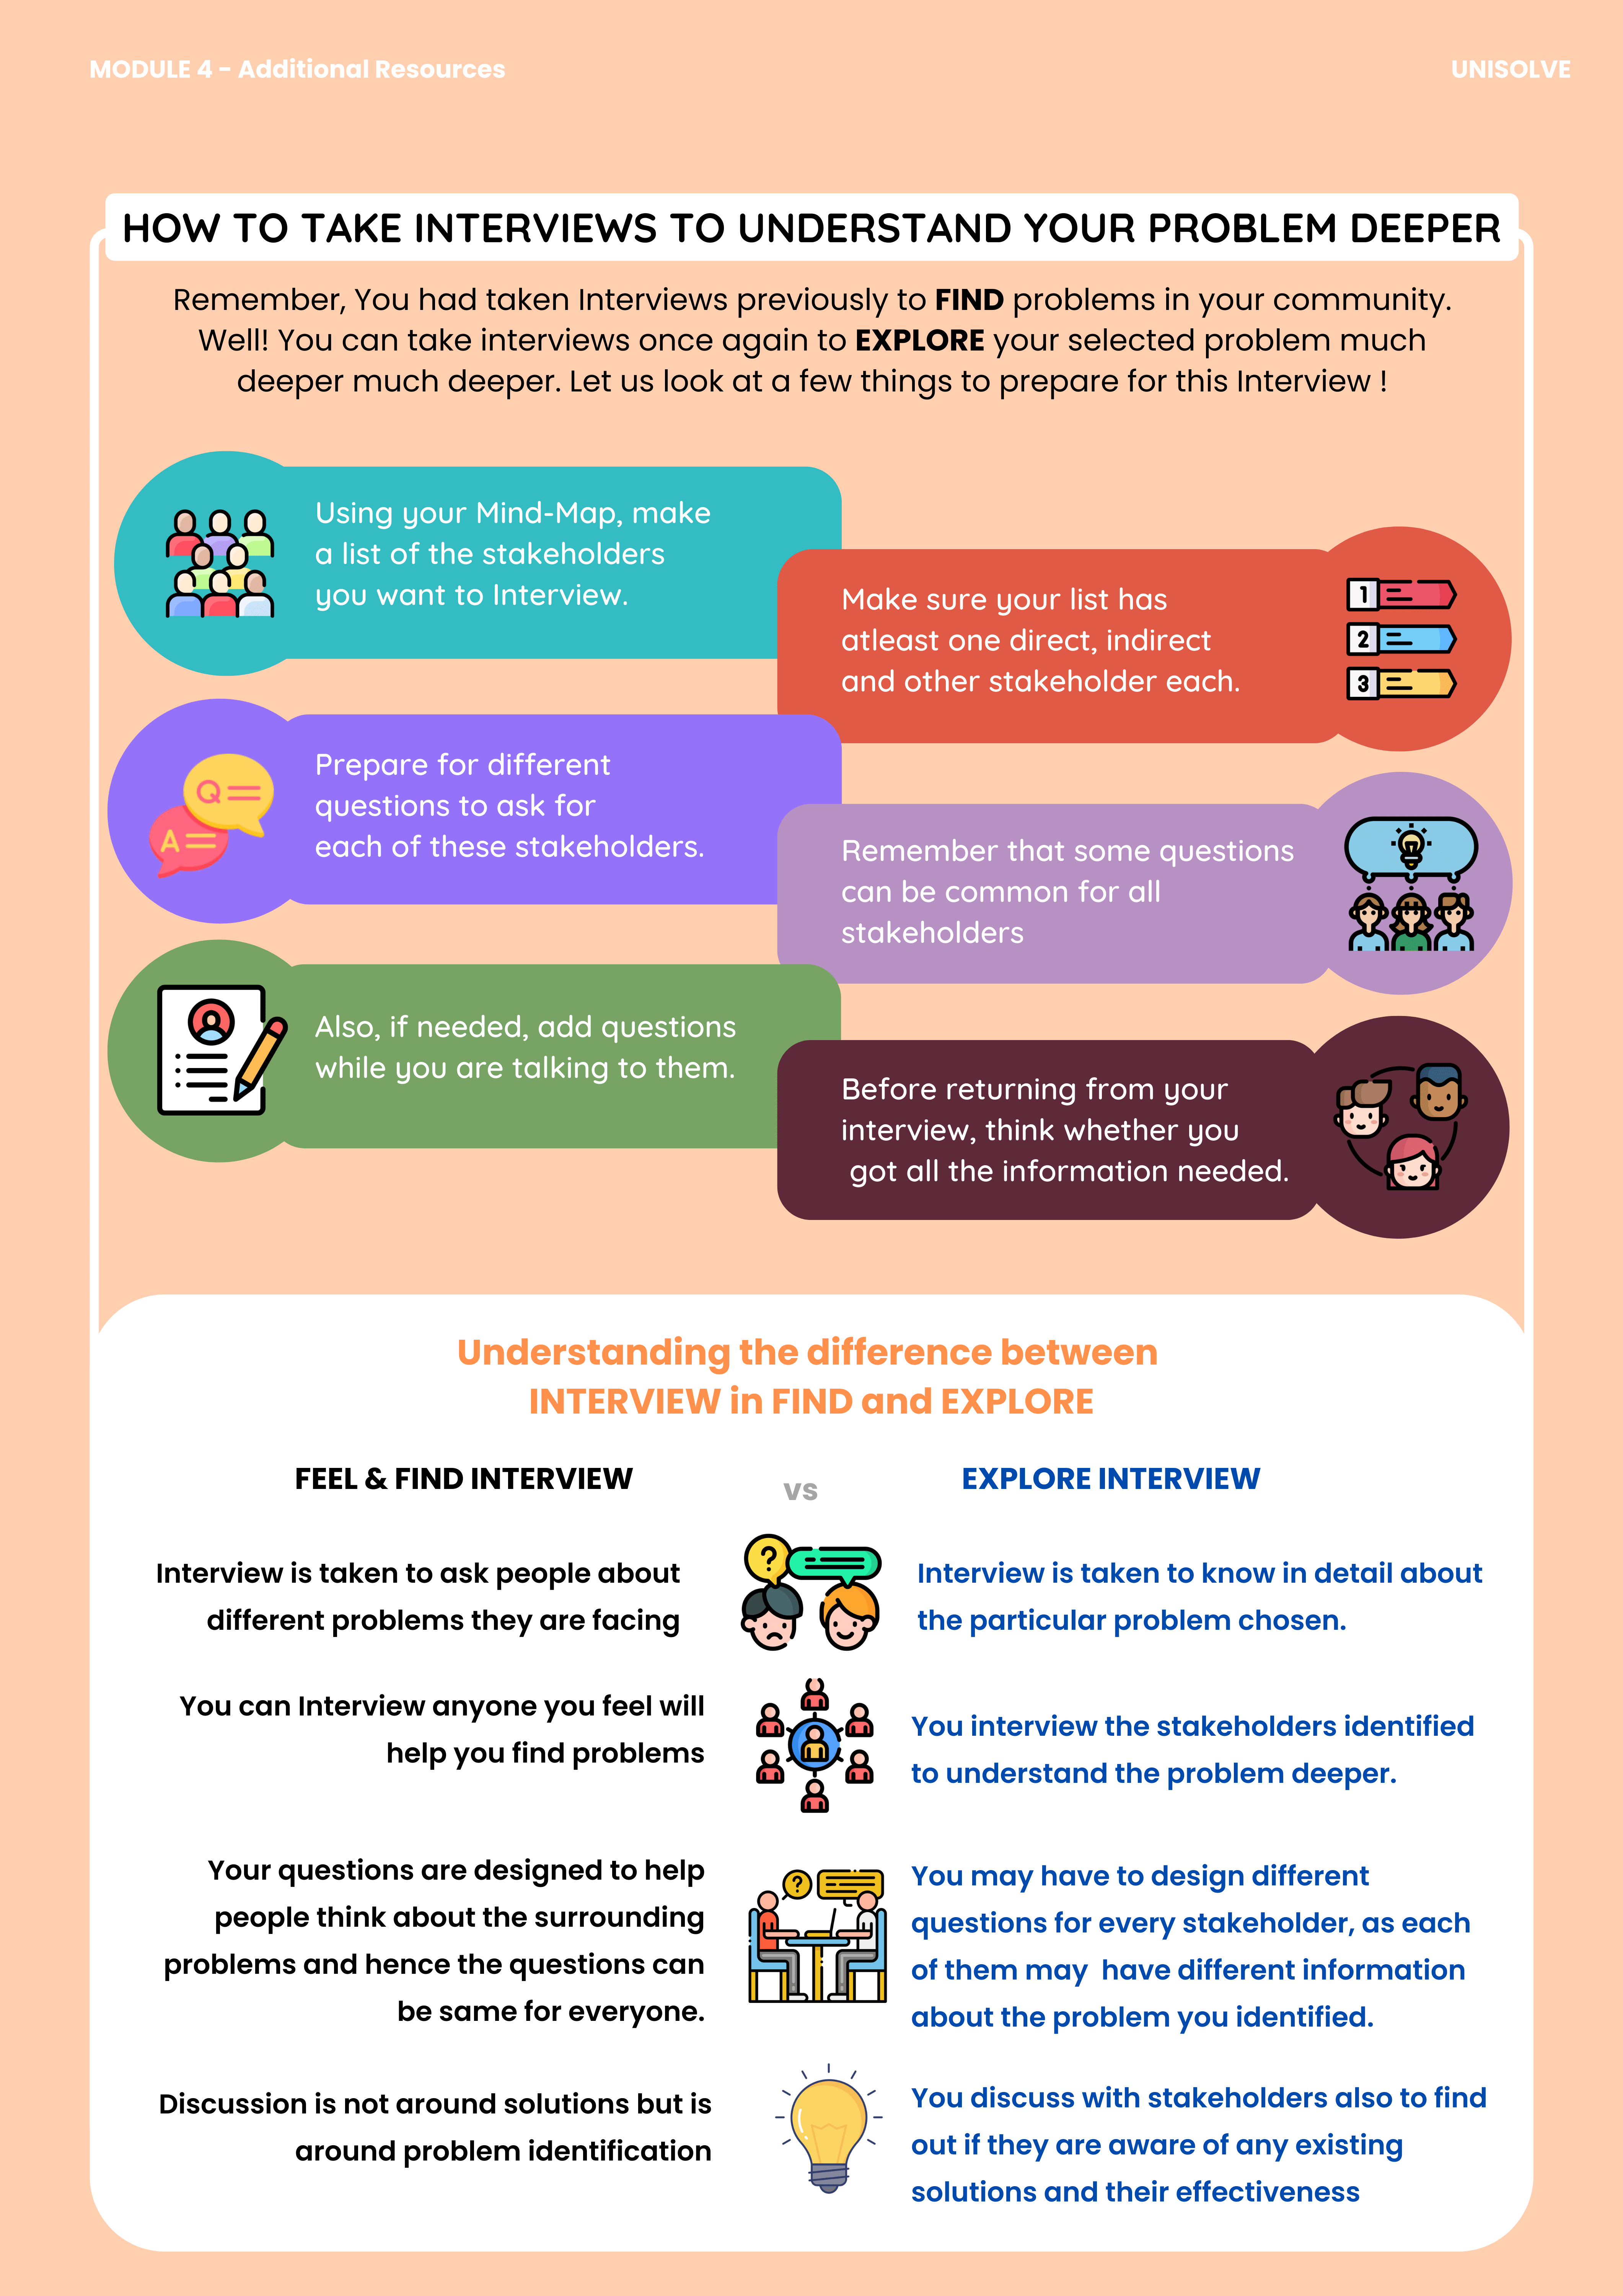 MODULE 4 - Additional Resources
UNISOLVE
HOW TO TAKE INTERVIEWS TO UNDERSTAND YOUR PROBLEM DEEPER
Remember, You had taken Interviews previously to FIND problems in your community.
Well! You can take interviews once again to EXPLORE your selected problem much
deeper much deeper. Let us look at a few things to prepare for this Interview !
Using your Mind-Map, make
a list of the stakeholders
you want to Interview.
Make sure your list has
atleast one direct, indirect
and other stakeholder each.
1
2
3
Prepare for different
questions to ask for
each of these stakeholders.
Q
A
Remember that some questions
can be common for all
stakeholders
Also, if needed, add questions
while you are talking to them.
Before returning from your
interview, think whether you
got all the information needed.
Understanding the difference between
INTERVIEW in FIND and EXPLORE
FEEL & FIND INTERVIEW
vs
EXPLORE INTERVIEW
Interview is taken to ask people about
different problems they are facing
?
Interview is taken to know in detail about
the particular problem chosen.
You can Interview anyone you feel will
help you find problems
You interview the stakeholders identified
to understand the problem deeper.
Your questions are designed to help
people think about the surrounding
problems and hence the questions can
be same for everyone.
?
You may have to design different
questions for every stakeholder, as each
of them may  have different information
about the problem you identified.
Discussion is not around solutions but is
around problem identification
You discuss with stakeholders also to find
out if they are aware of any existing
solutions and their effectiveness